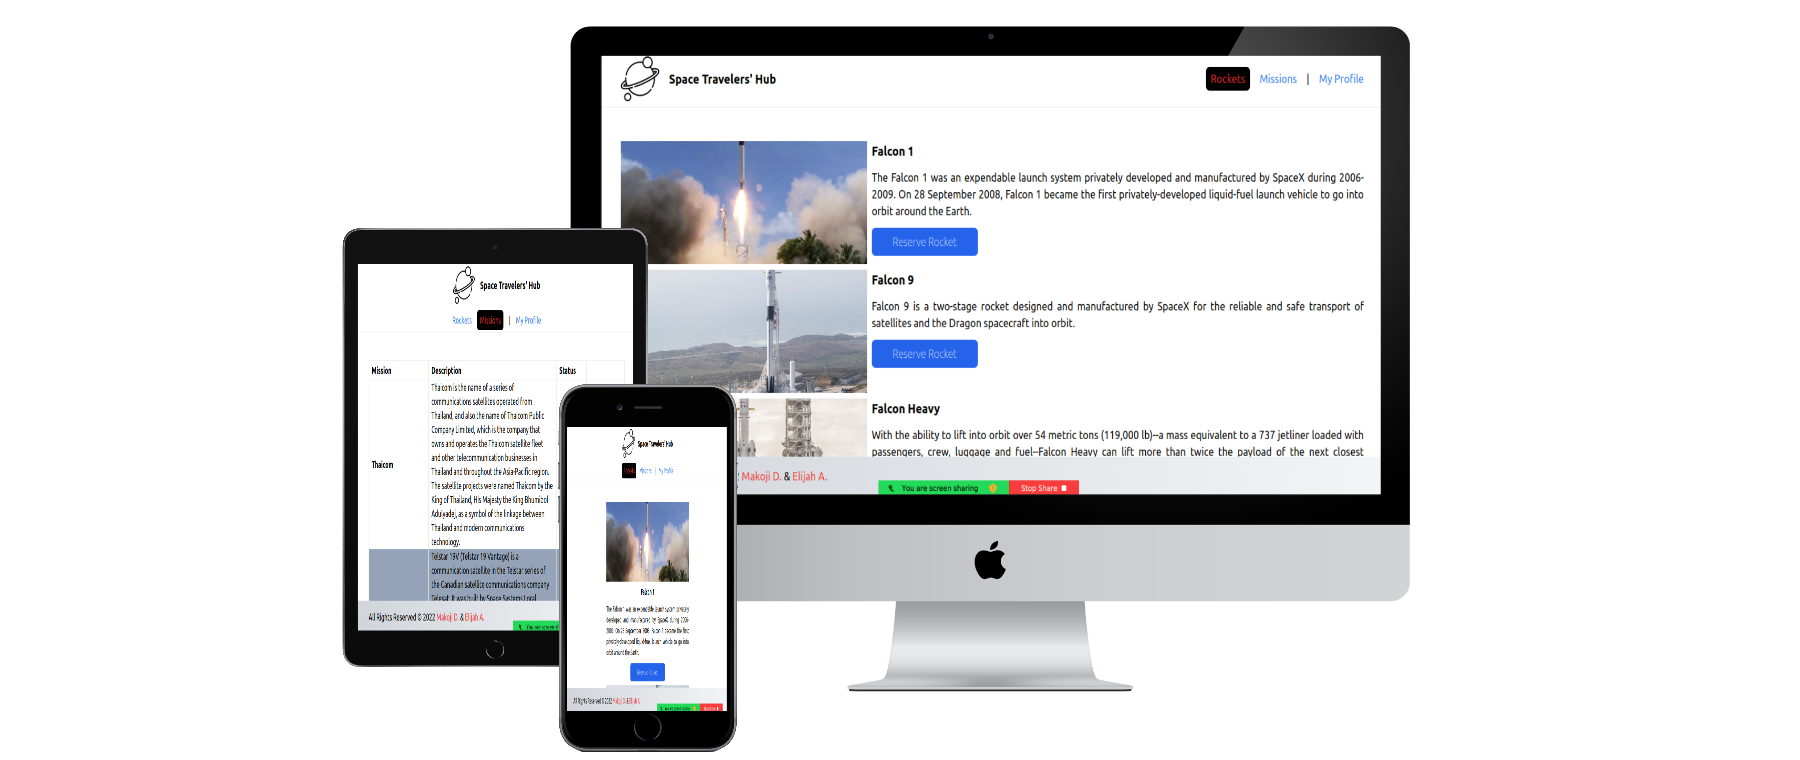 Space Travelers' Hub
Rockets Missions | My Profile
Falcon 1
The Falcon 1 was an expendable launch system privately developed and manufactured by SpaceX during 2006-
2009. On 28 September 2008, Falcon 1 became the first privately-developed liquid-fuel launch vehicle to go into
orbit around the Earth.
Reserve Rocket
Falcon 9
Falcon 9 is a two-stage rocket designed and manufactured by SpaceX for the reliable and safe transport of
satellites and the Dragon spacecraft into orbit.
Reserve Rocket
Falcon Heavy
With the ability to lift into orbit over 54 metric tons (119,000 lb)--a mass equivalent to a 737 jetliner loaded with
passengers, crew, luggage and fuel--Falcon Heavy can lift more than twice the payload of the next closest
Makoji D. & Elijah A.
You are screen sharing Stop Share
Space Travelers' Hub
Rockets Missions | My Profile
Mission Description Status
Thaicom is the name of a series of
communications satellites operated from
Thailand, and also the name of Thaicom Public
Company Limited, which is the company that
owns and operates the Thaicom satellite fleet
and other telecommunication businesses in
Thaicom
Thailand and throughout the Asia-Pacific region.
The satellite projects were named Thaicom by the
King of Thailand, His Majesty the King Bhumibol
Adulyadej, as a symbol of the linkage between
Thailand and modern communications
technology.
Telstar 19V (Telstar 19 Vantage) is a
communication satellite in the Telstar series of
the Canadian satellite communications company
Telesat. It was built by Space Systems Loral
All Rights Reserved © 2022 Makoji D. & Elijah A.
You are screen
Space Travelers' Hub
Rockets Missions | My Profile
Falcon 1
The Falcon 1 was an expendable launch system privately
developed and manufactured by SpaceX during 2006-
2009. On 28 September 2008, Falcon 1 became the first
privately-developed liquid-fuel launch vehicle to go into
orbit around the Earth.
Reserve Rocket
All Rights Reserved © 2022 Makoji D. & Elijah A.